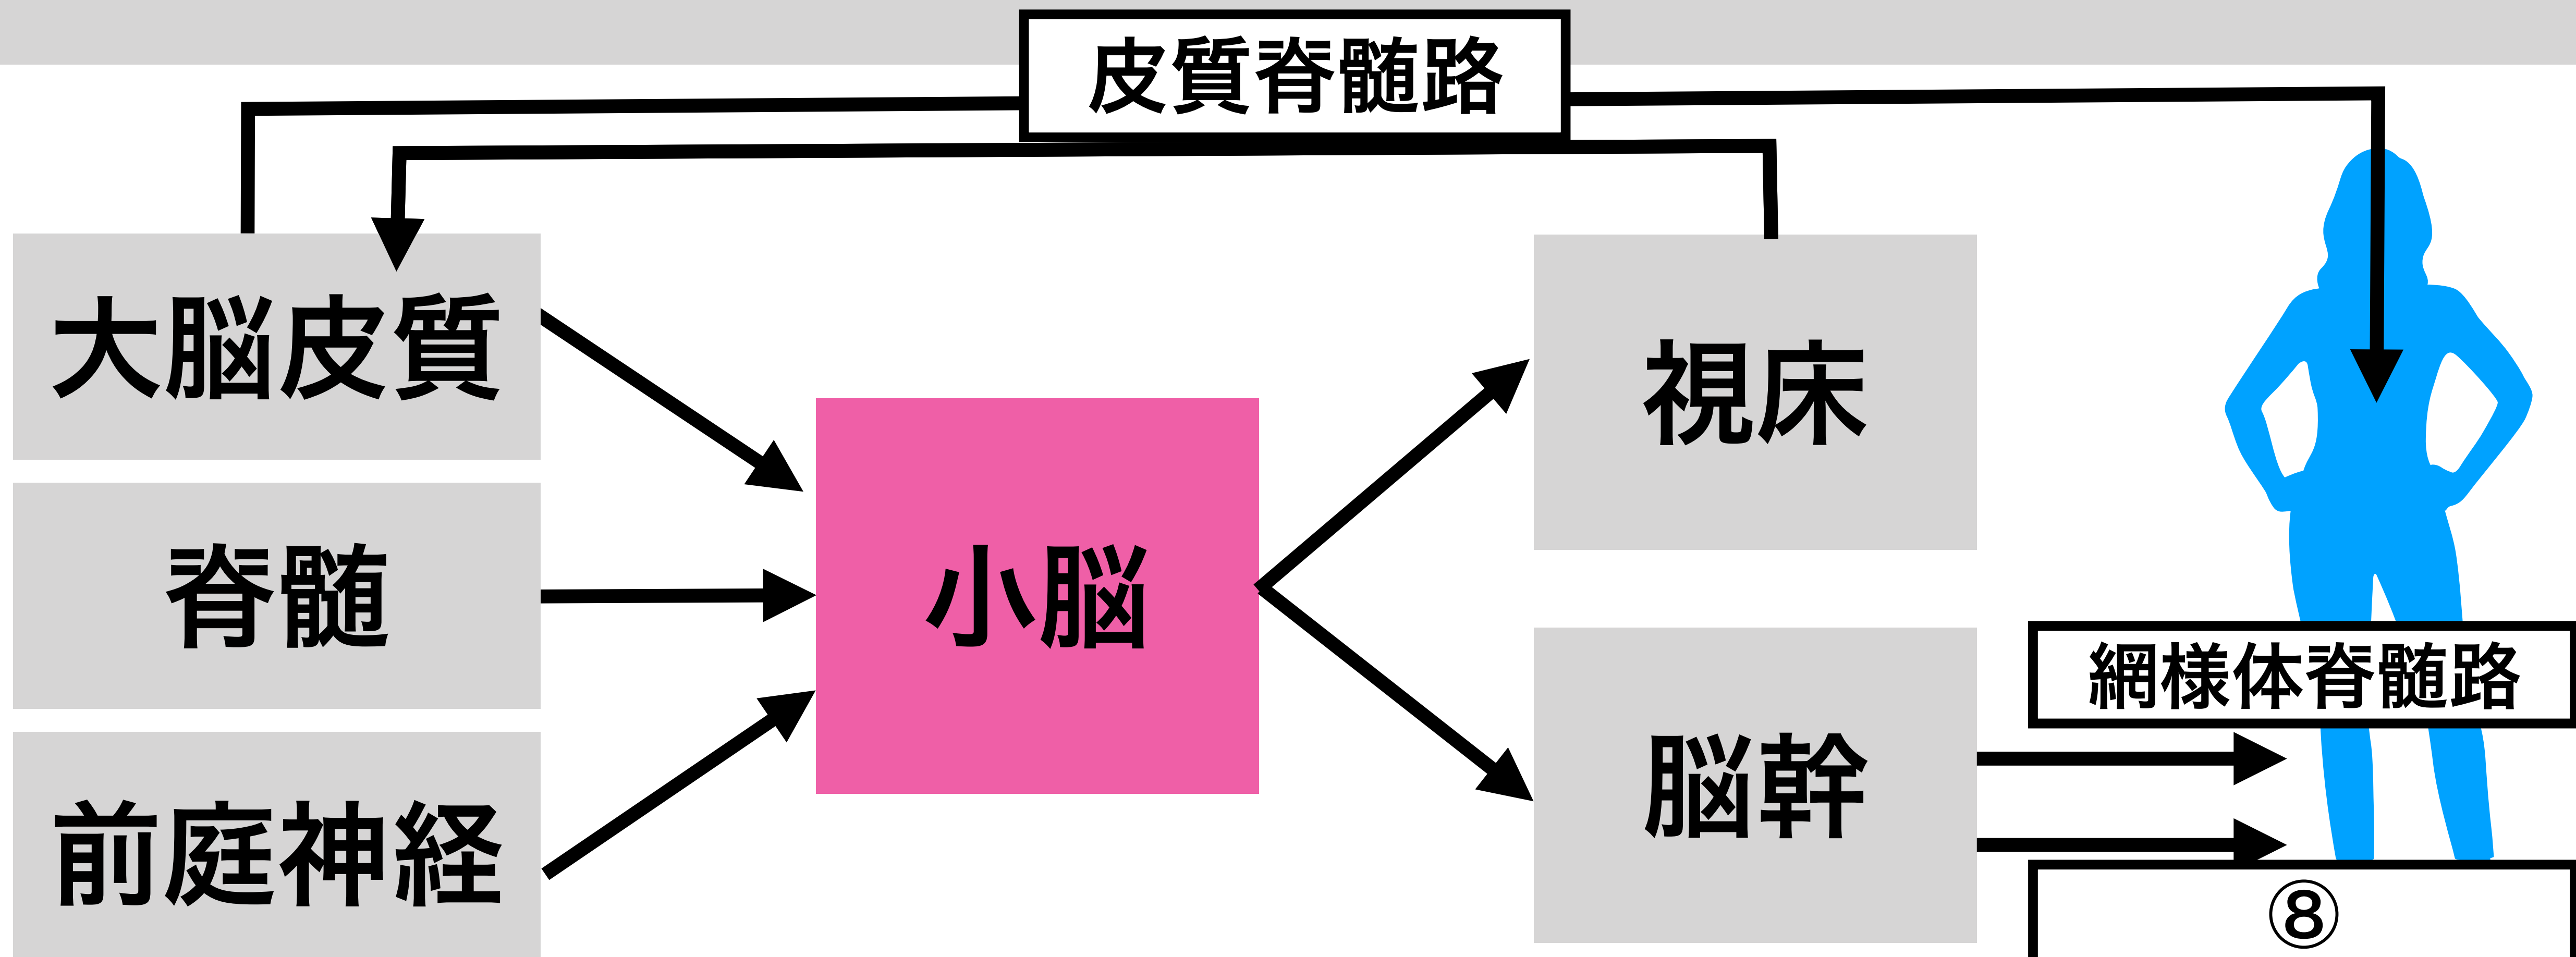 皮質脊髄路
大脳皮質
脊髄
前庭神経
小脳
視床
脳幹
網様体脊髄路
⑧